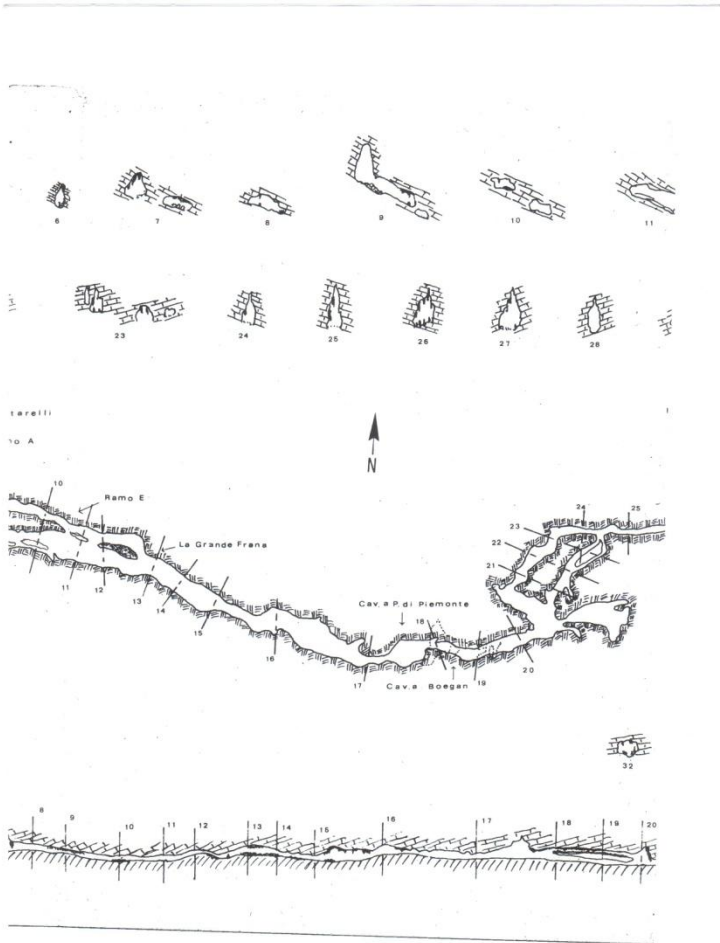 6 7 8 9 10 11
23 24 25 26 27 28
tarelli
no A
N
10 Ramo E 24 25
23
La Grande Frana 22
21
11 12 13
14
Cav.a P. di Piemonte
15 18
16
17 Cav.a Boegan 19 20
32
8 9 10 11 12 13 14 15 16 17 18 19 20